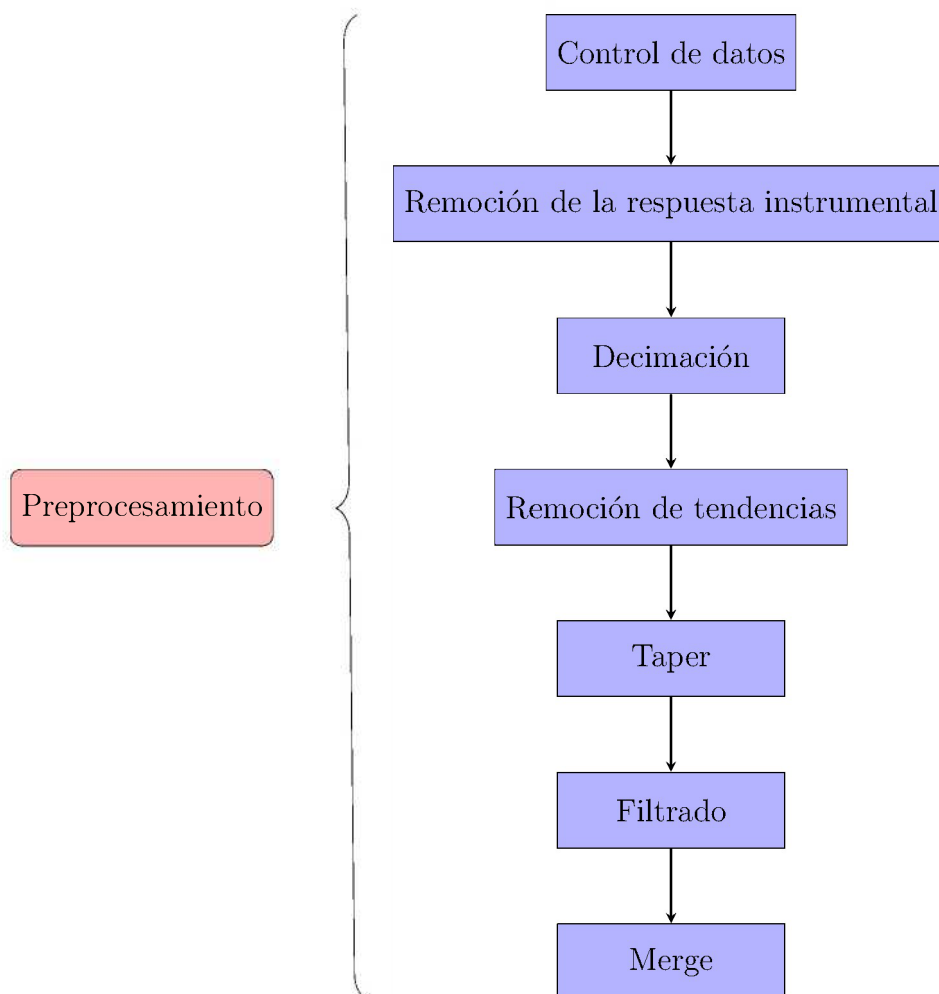 Control de datos
Remoción de la respuesta instrumental
Decimación
Preprocesamiento
Remoción de tendencias
Taper
Filtrado
Merge